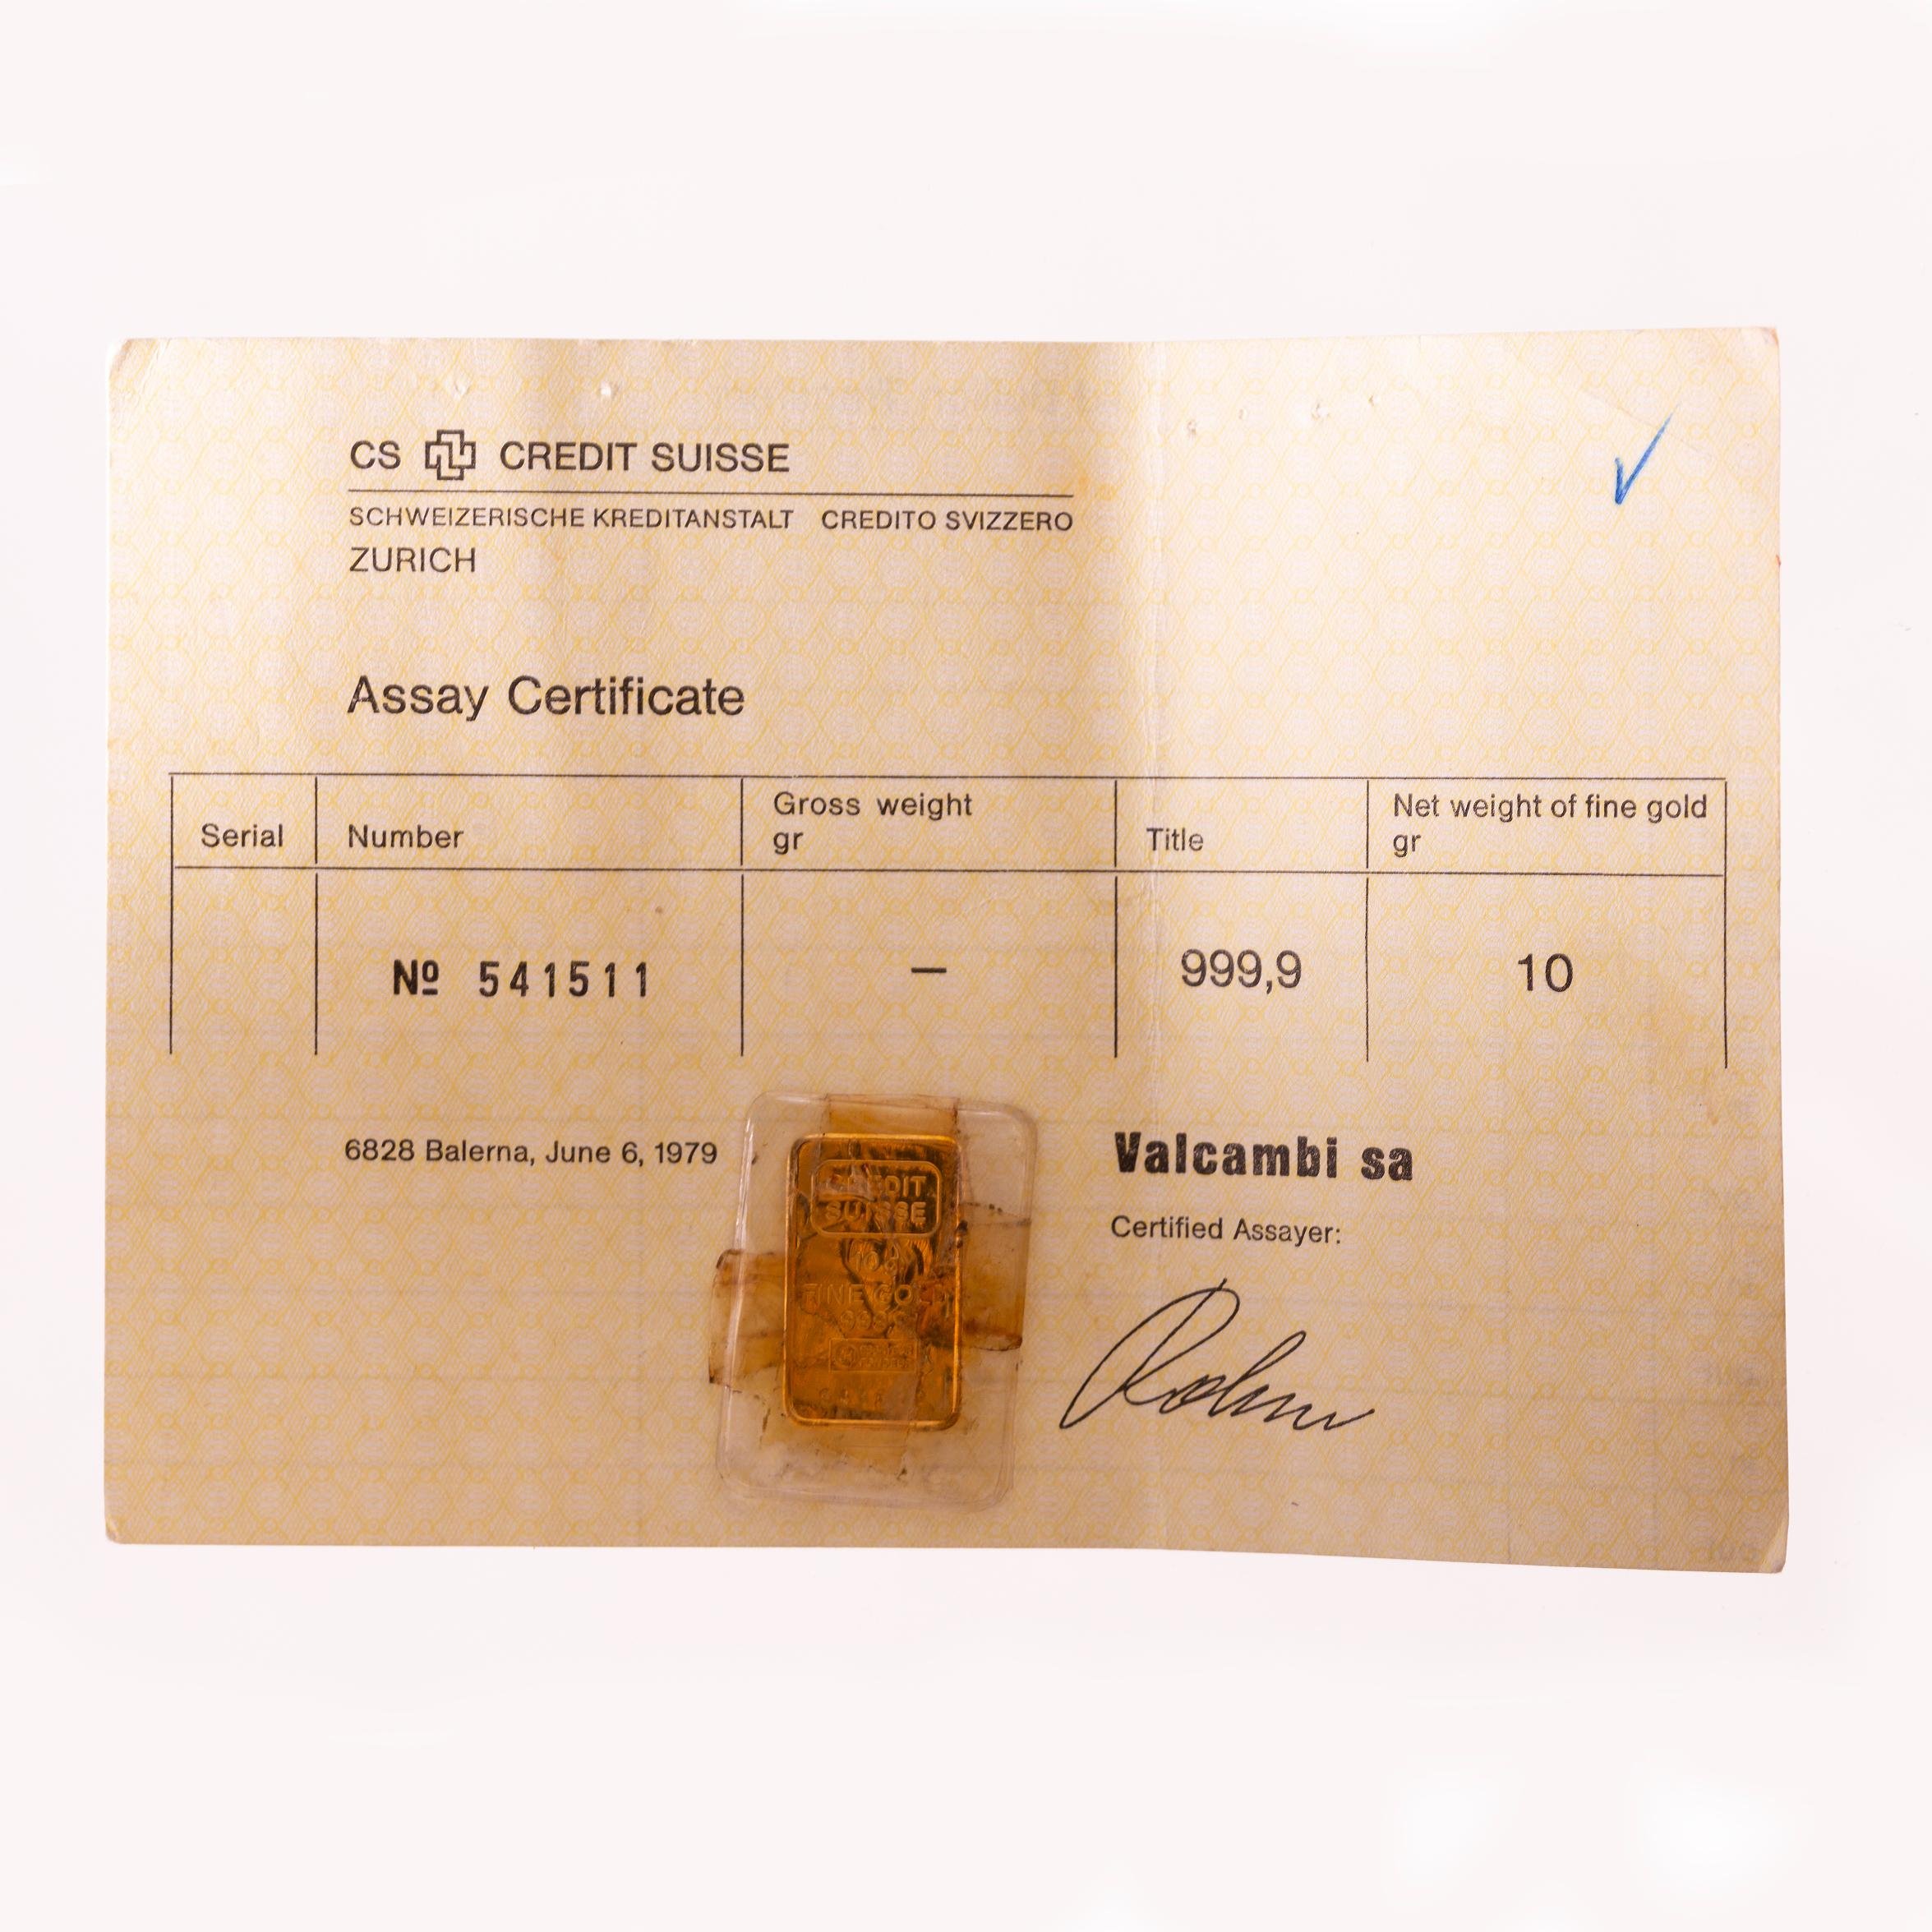 CS CREDIT SUISSE
SCHWEIZERISCHE KREDITANSTALT CREDITO SVIZZERO
ZURICH
Assay Certificate
Serial Number Gross weight gr Title Net weight of fine gold gr
Nº 541511 — 999,9 10
6828 Balerna, June 6, 1979
Valcambi sa
Certified Assayer:
CREDIT
SUISSE
10 g
FINE GOLD